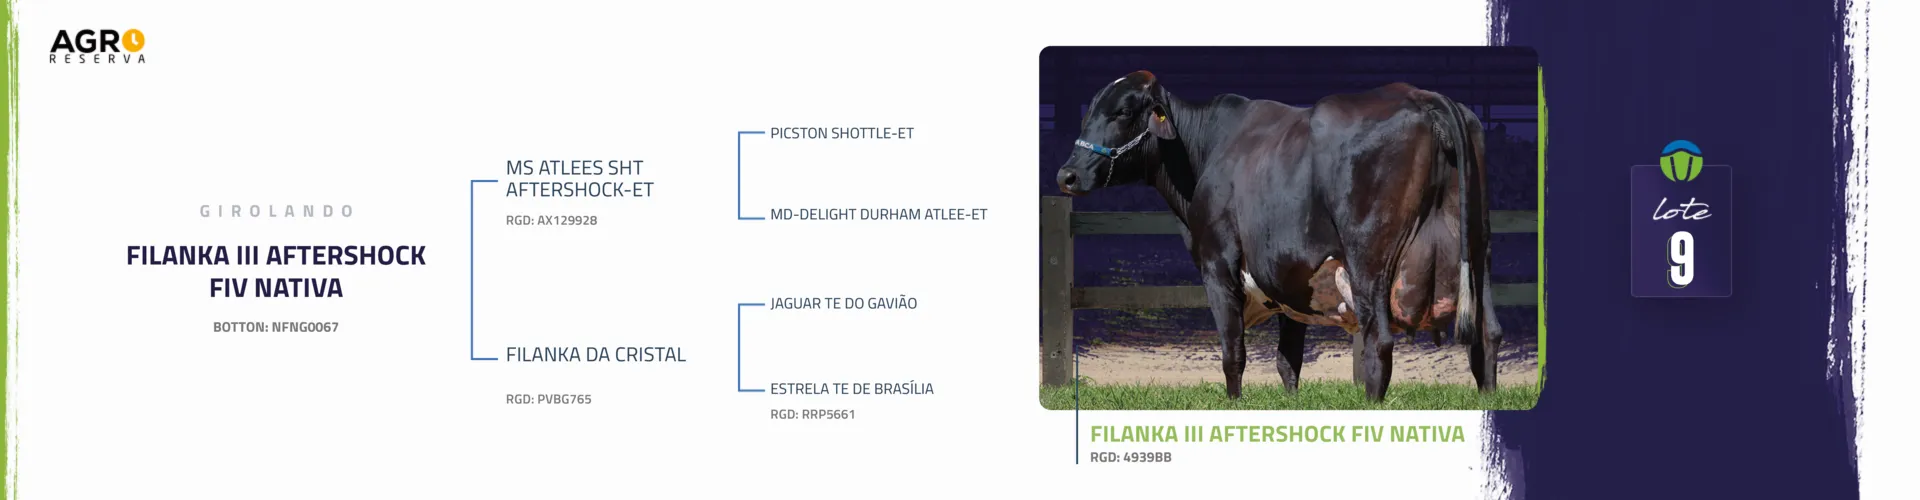 AGRO
RESERVA
GIROLANDO
FILANKA III AFTERSHOCK
FIV NATIVA
BOTTON: NFNG0067
MS ATLEES SHT
AFTERSHOCK-ET
RGD: AX129928
FILANKA DA CRISTAL
RGD: PVBG765
PICSTON SHOTTLE-ET
MD-DELIGHT DURHAM ATLEE-ET
JAGUAR TE DO GAVIÃO
ESTRELA TE DE BRASÍLIA
RGD: RRP5661
FILANKA III AFTERSHOCK FIV NATIVA
RGD: 4939BB
lote
9